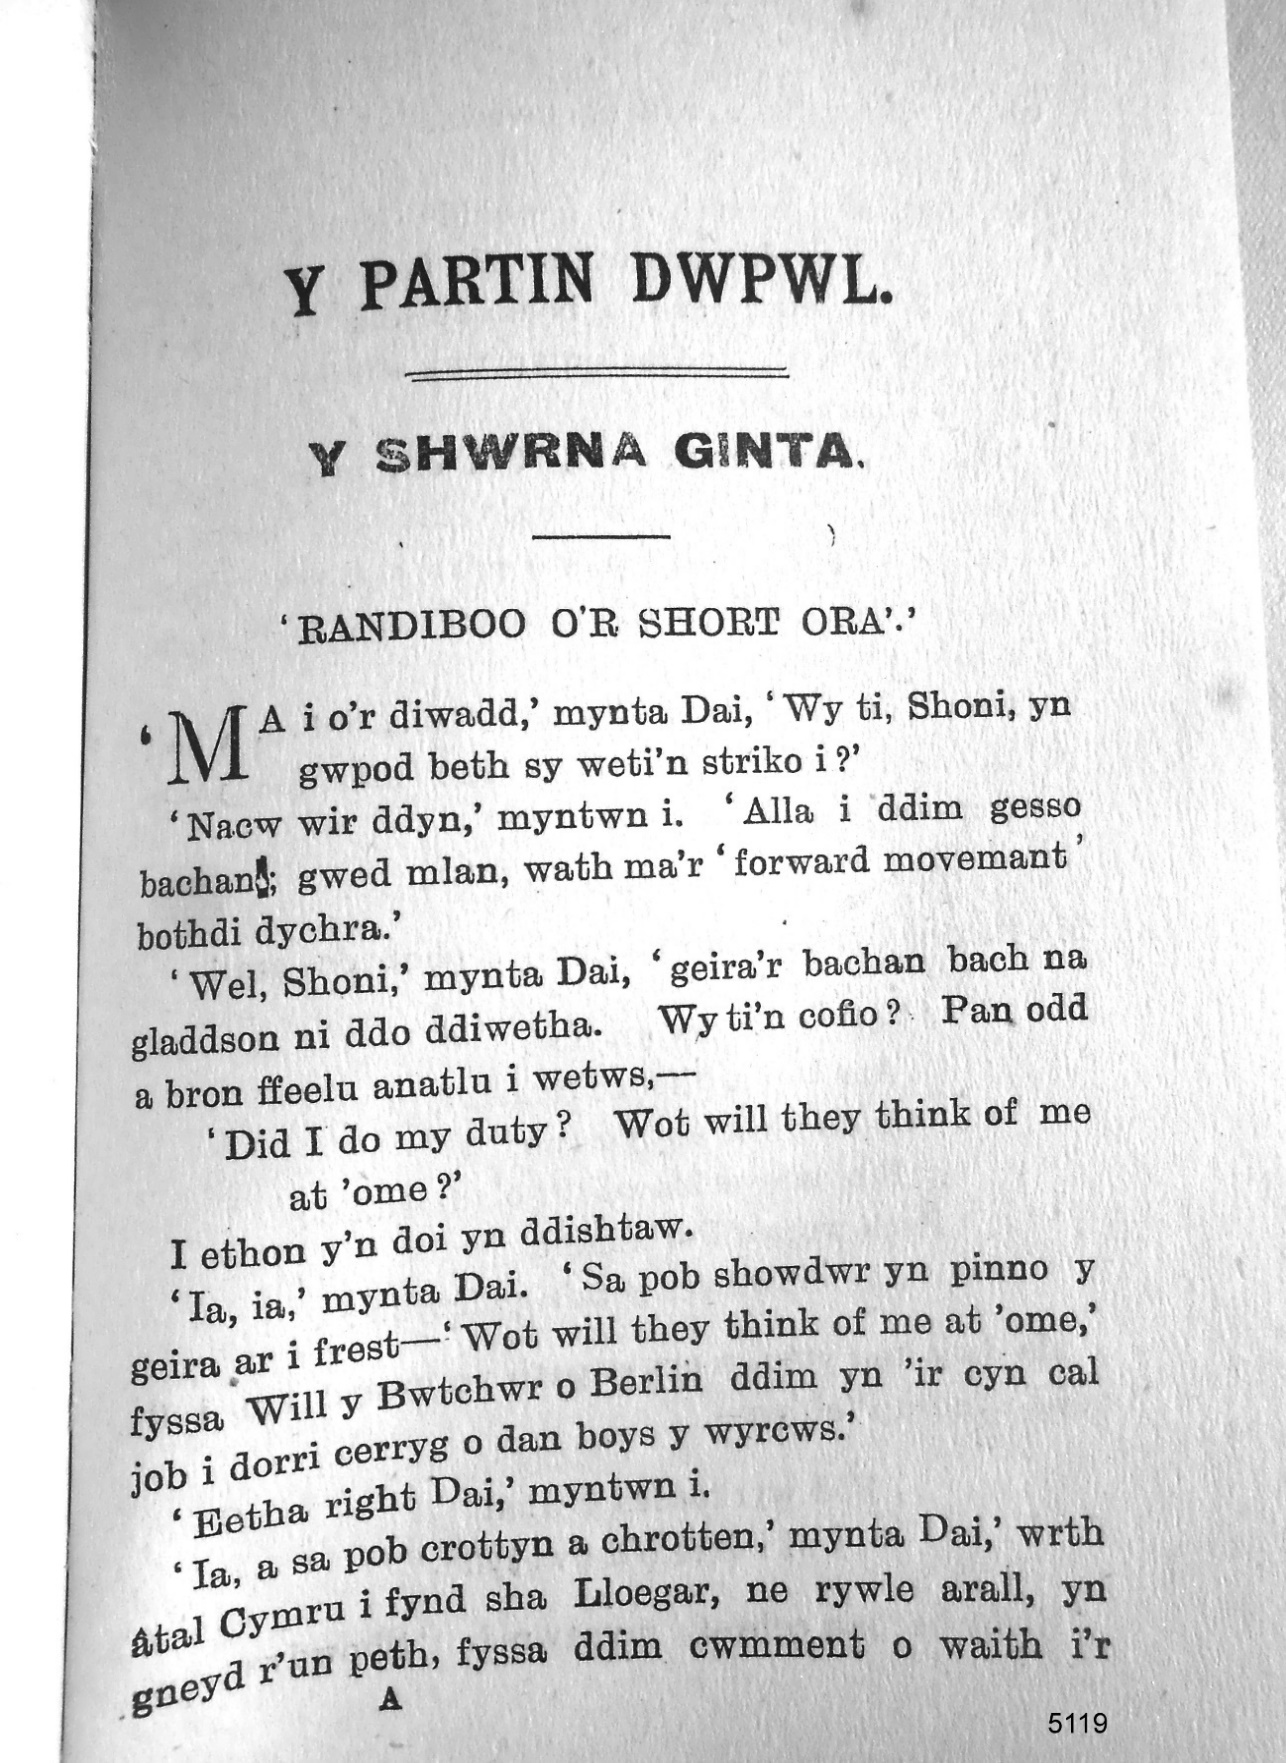 Y PARTIN DWPWL.
Y SHWRNA GINTA.
‘RANDIBOO O’R SHORT ORA’.’
‘MA i o’r diwadd,’ mynta Dai, ‘Wy ti, Shoni, yn
gwpod beth sy weti’n striko i?’
‘Nacw wir ddyn,’ myntwn i. ‘Alla i ddim gesso
bachan; gwed mlan, wath ma’r ‘forward movemant’
bothdi dychra.’
‘Wel, Shoni,’ mynta Dai, ‘geira’r bachan bach na
gladdson ni ddo ddiwetha. Wy ti’n cofio? Pan odd
a bron ffeelu anatlu i wetws,—
‘Did I do my duty? Wot will they think of me
at ’ome?’
I ethon y’n doi yn ddishtaw.
‘Ia, ia,’ mynta Dai. ‘Sa pob showdwr yn pinno y
geira ar i frest—‘Wot will they think of me at ’ome,’
fyssa Will y Bwtchwr o Berlin ddim yn ’ir cyn cal
job i dorri cerryg o dan boys y wyrcws.’
‘Eetha right Dai,’ myntwn i.
‘Ia, a sa pob crottyn a chrotten,’ mynta Dai,’ wrth
âtal Cymru i fynd sha Lloegar, ne rywle arall, yn
gneyd r’un peth, fyssa ddim cwmment o waith i’r
A
5119